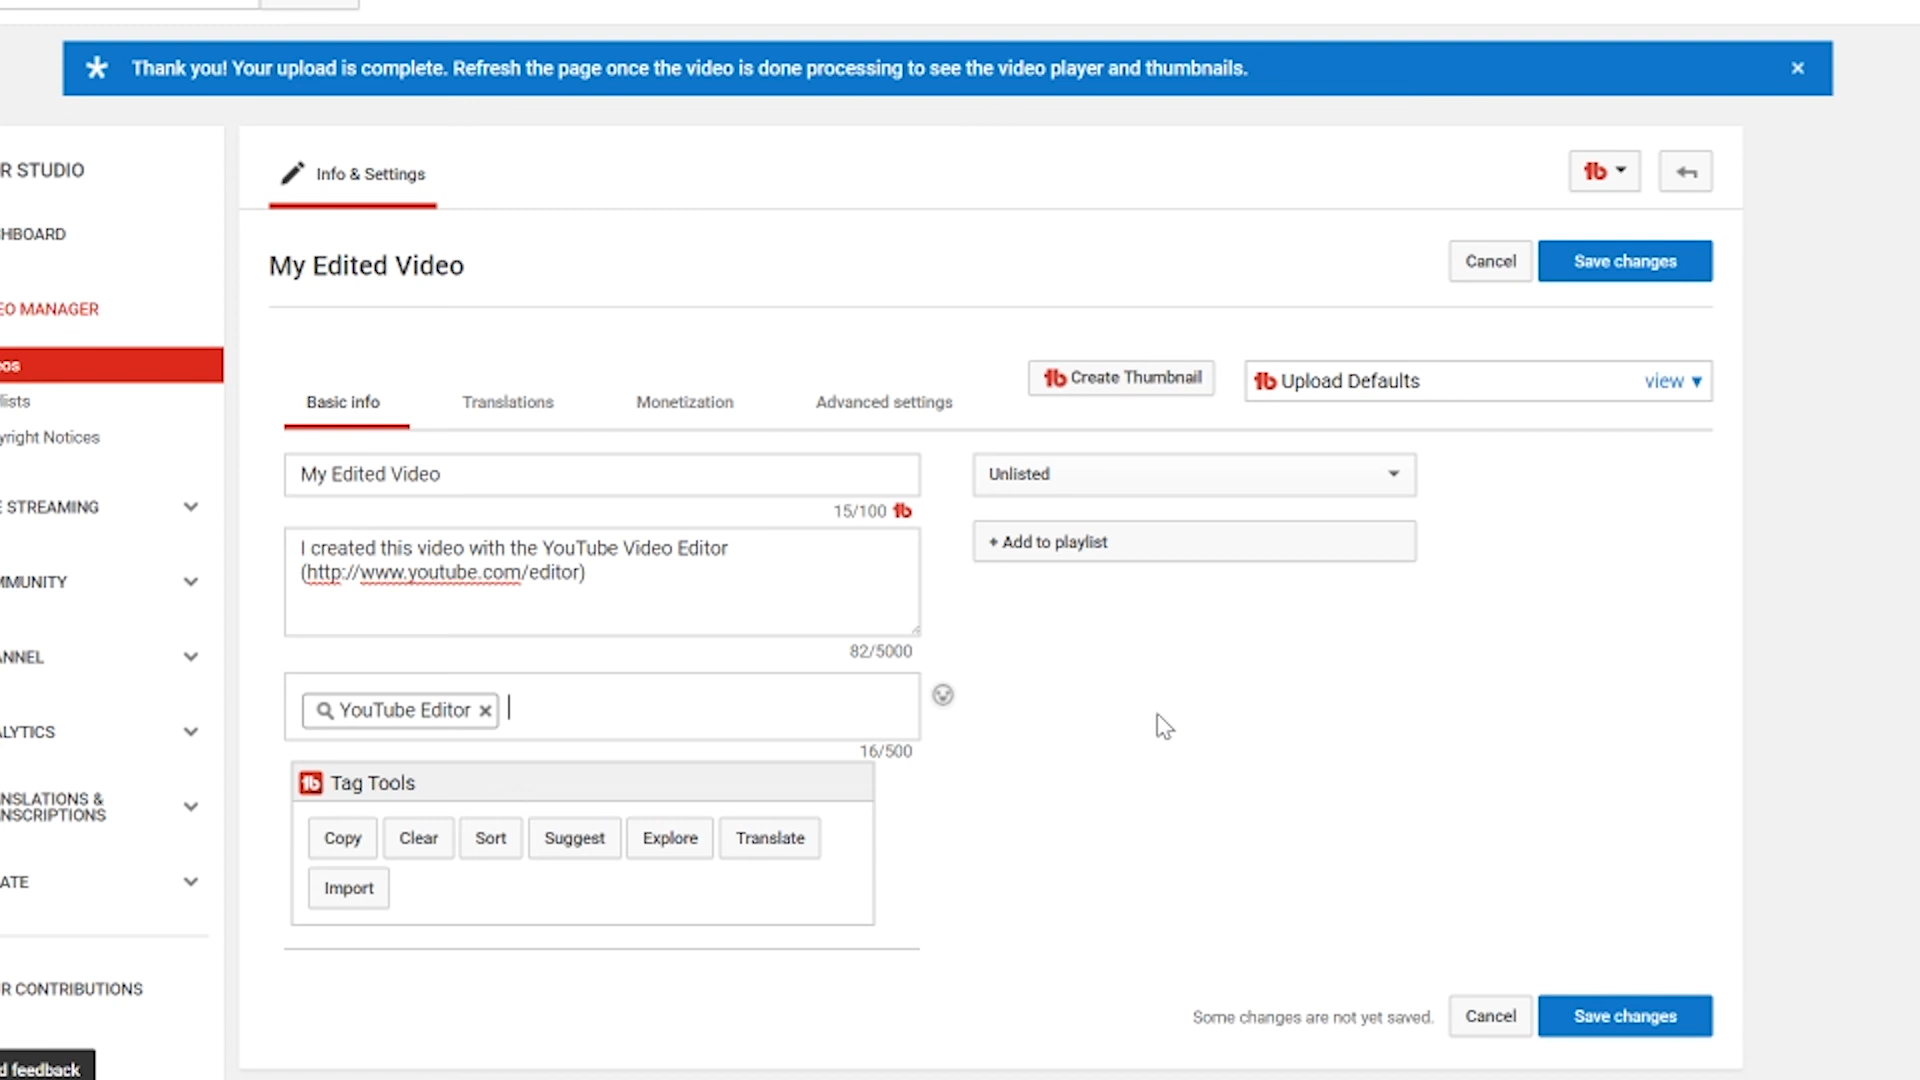 Thank you! Your upload is complete. Refresh the page once the video is done processing to see the video player and thumbnails.
R STUDIO
HBOARD
EO MANAGER
eos
lists
yright Notices
E STREAMING
MMUNITY
ANNEL
ALYTICS
NSLATIONS &
NSCRIPTIONS
ATE
R CONTRIBUTIONS
d feedback
Info & Settings
My Edited Video
Cancel
Save changes
Create Thumbnail
Upload Defaults
view
Basic info
Translations
Monetization
Advanced settings
My Edited Video
15/100
Unlisted
+ Add to playlist
I created this video with the YouTube Video Editor
(http://www.youtube.com/editor)
82/5000
YouTube Editor
16/500
Tag Tools
Copy
Clear
Sort
Suggest
Explore
Translate
Import
Some changes are not yet saved.
Cancel
Save changes